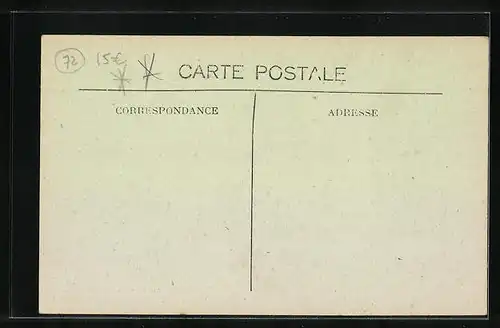 72 15€
CARTE POSTALE
CORRESPONDANCE ADRESSE